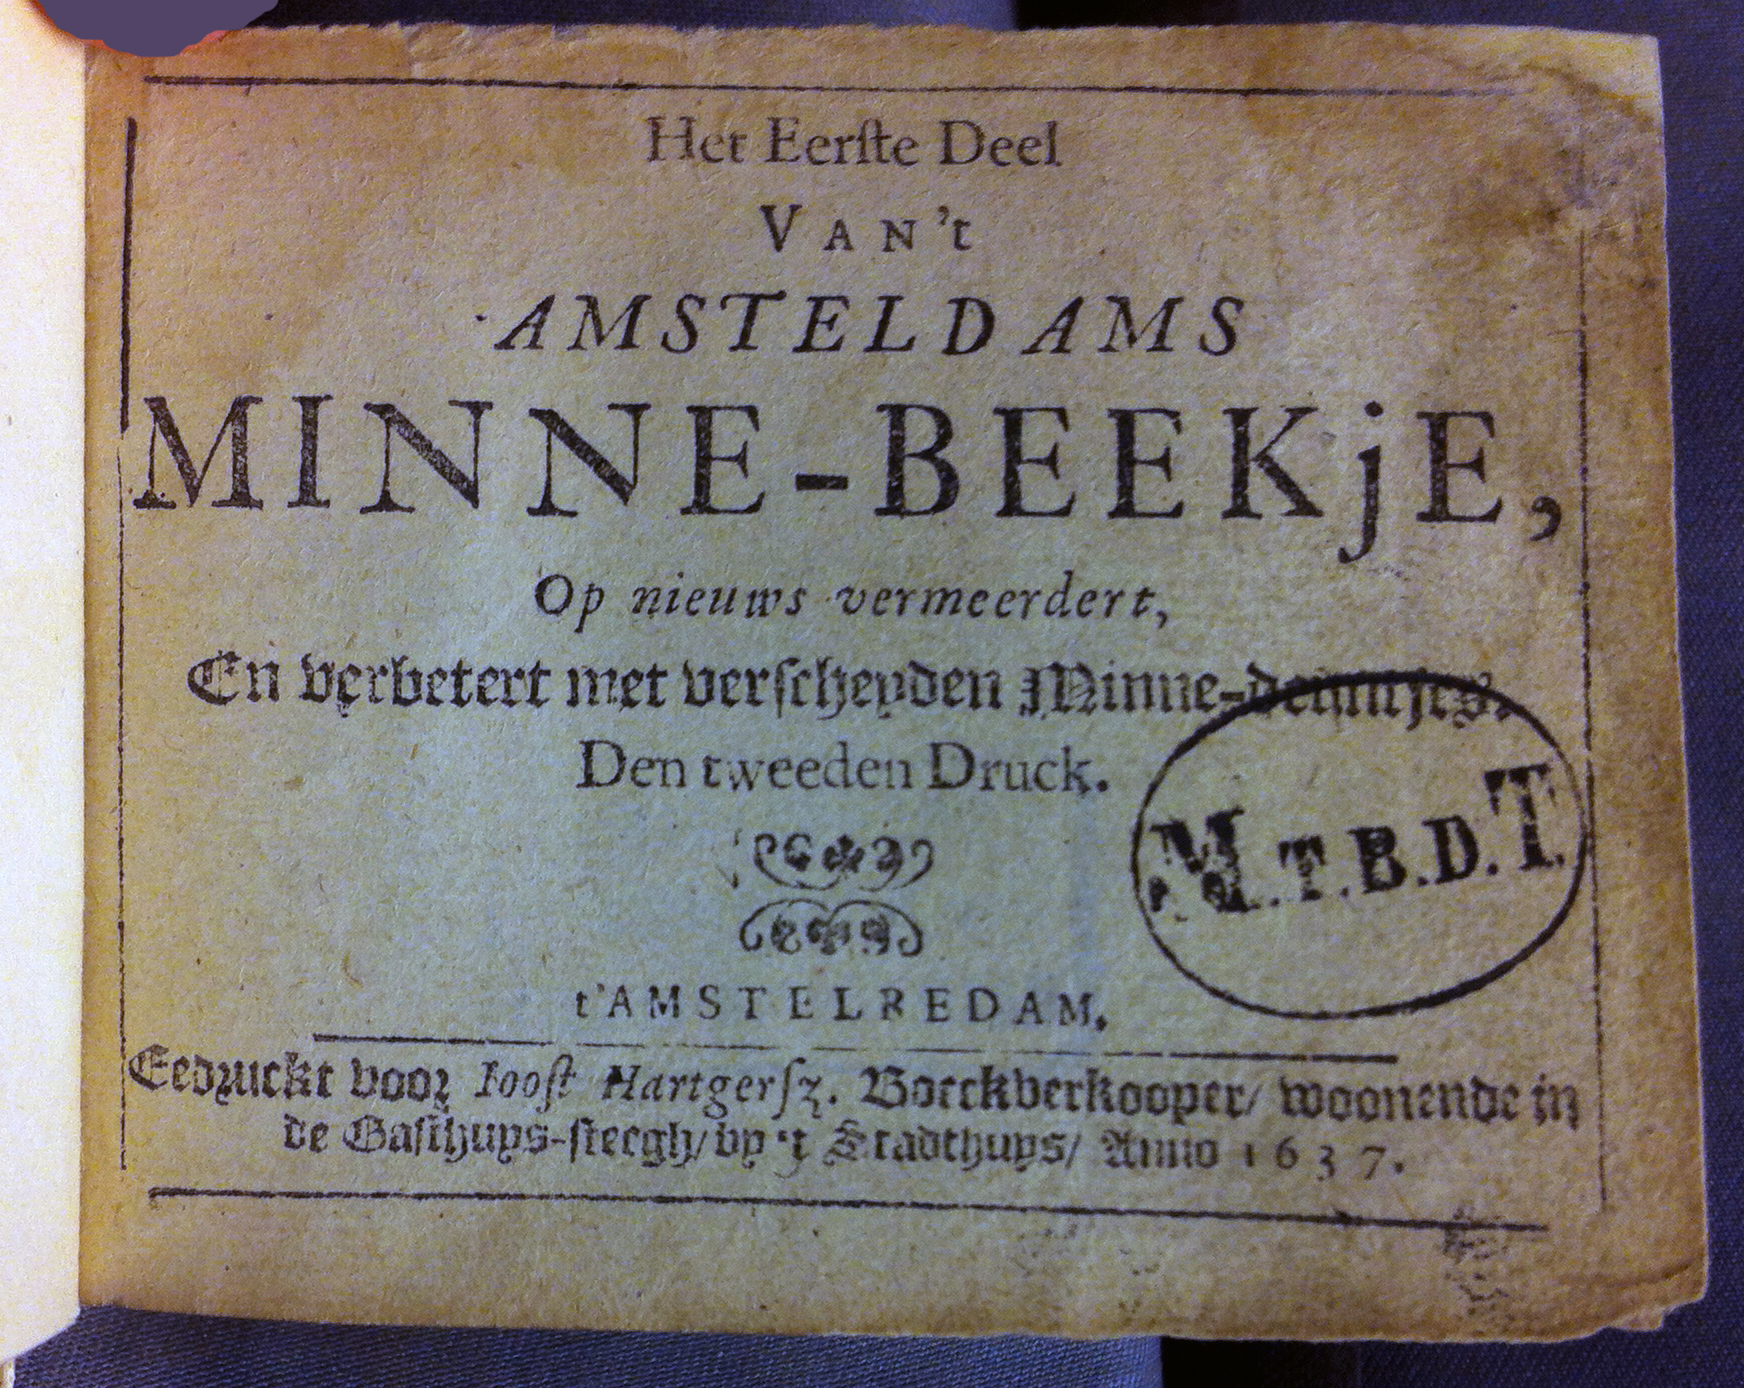 Het Eerſte Deel
VAN't
AMSTELDAMS
MINNE-BEEKjE,
Op nieuws vermeerdert,
En verbetert met verſcheyden Minne-deuntjes.
Den tweeden Druck.
M.T.B.D.T.
t'AMSTELREDAM,
Gedruckt voor Iooſt Hartgerſz. Boeckverkooper/ woonende in
de Gaſthuys-ſteegh/ by 't Stadthuys/ Anno 1637.